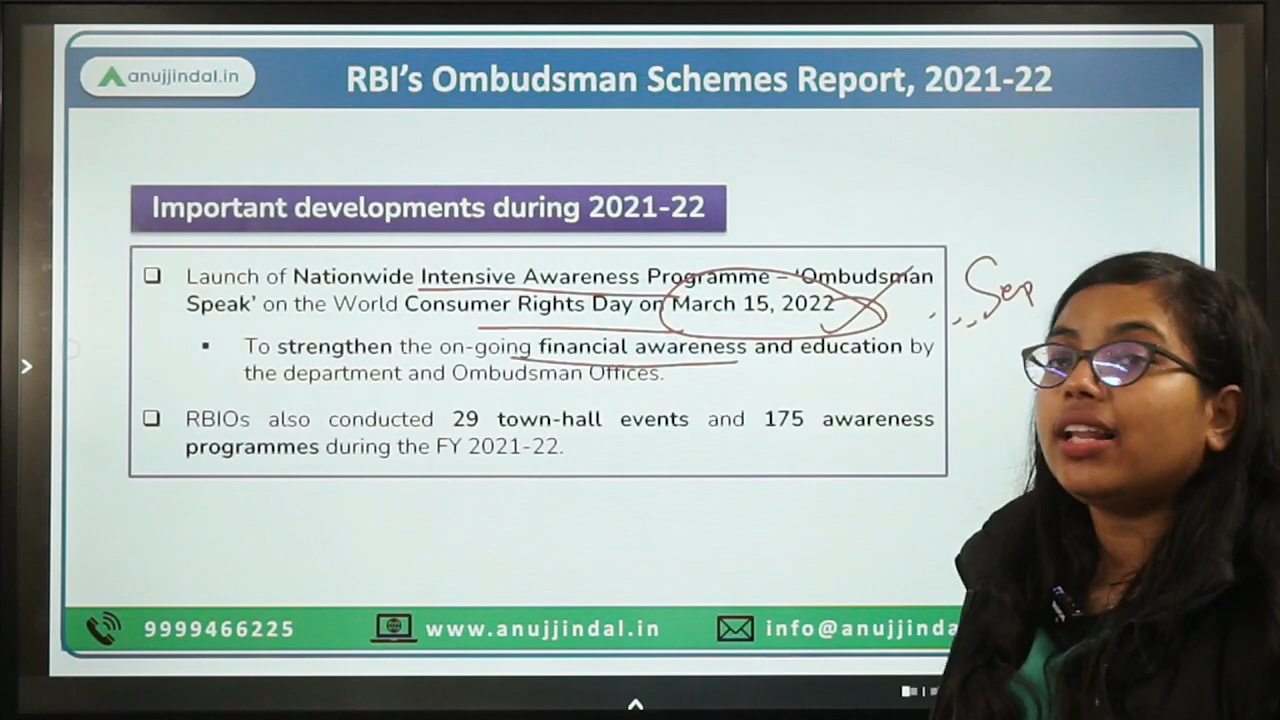 anujjindal.in
RBI's Ombudsman Schemes Report, 2021-22
Important developments during 2021-22
❑ Launch of Nationwide Intensive Awareness Programme – 'Ombudsman
Speak' on the World Consumer Rights Day on March 15, 2022
Sep
▪ To strengthen the on-going financial awareness and education by
the department and Ombudsman Offices.
❑ RBIOs also conducted 29 town-hall events and 175 awareness
programmes during the FY 2021-22.
9999466225 www.anujjindal.in info@anujjinda